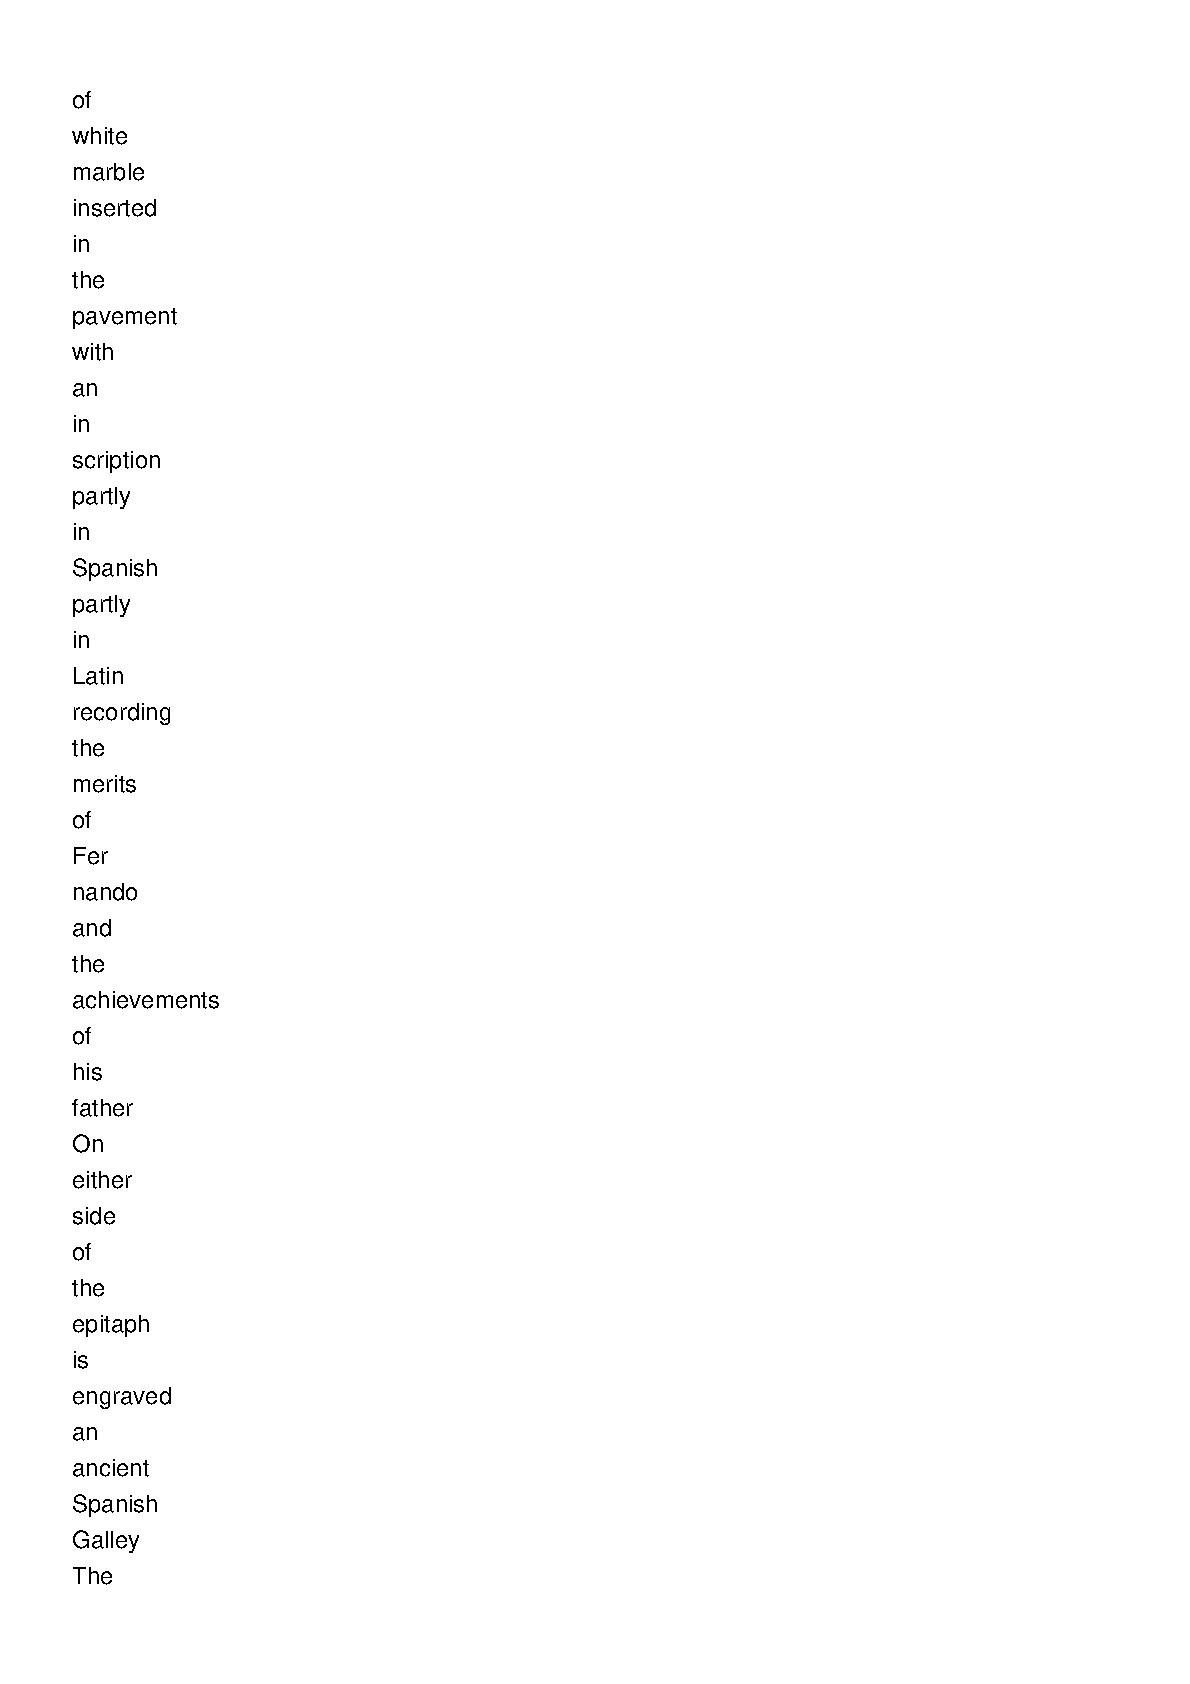 of
white
marble
inserted
in
the
pavement
with
an
in
scription
partly
in
Spanish
partly
in
Latin
recording
the
merits
of
Fer
nando
and
the
achievements
of
his
father
On
either
side
of
the
epitaph
is
engraved
an
ancient
Spanish
Galley
The